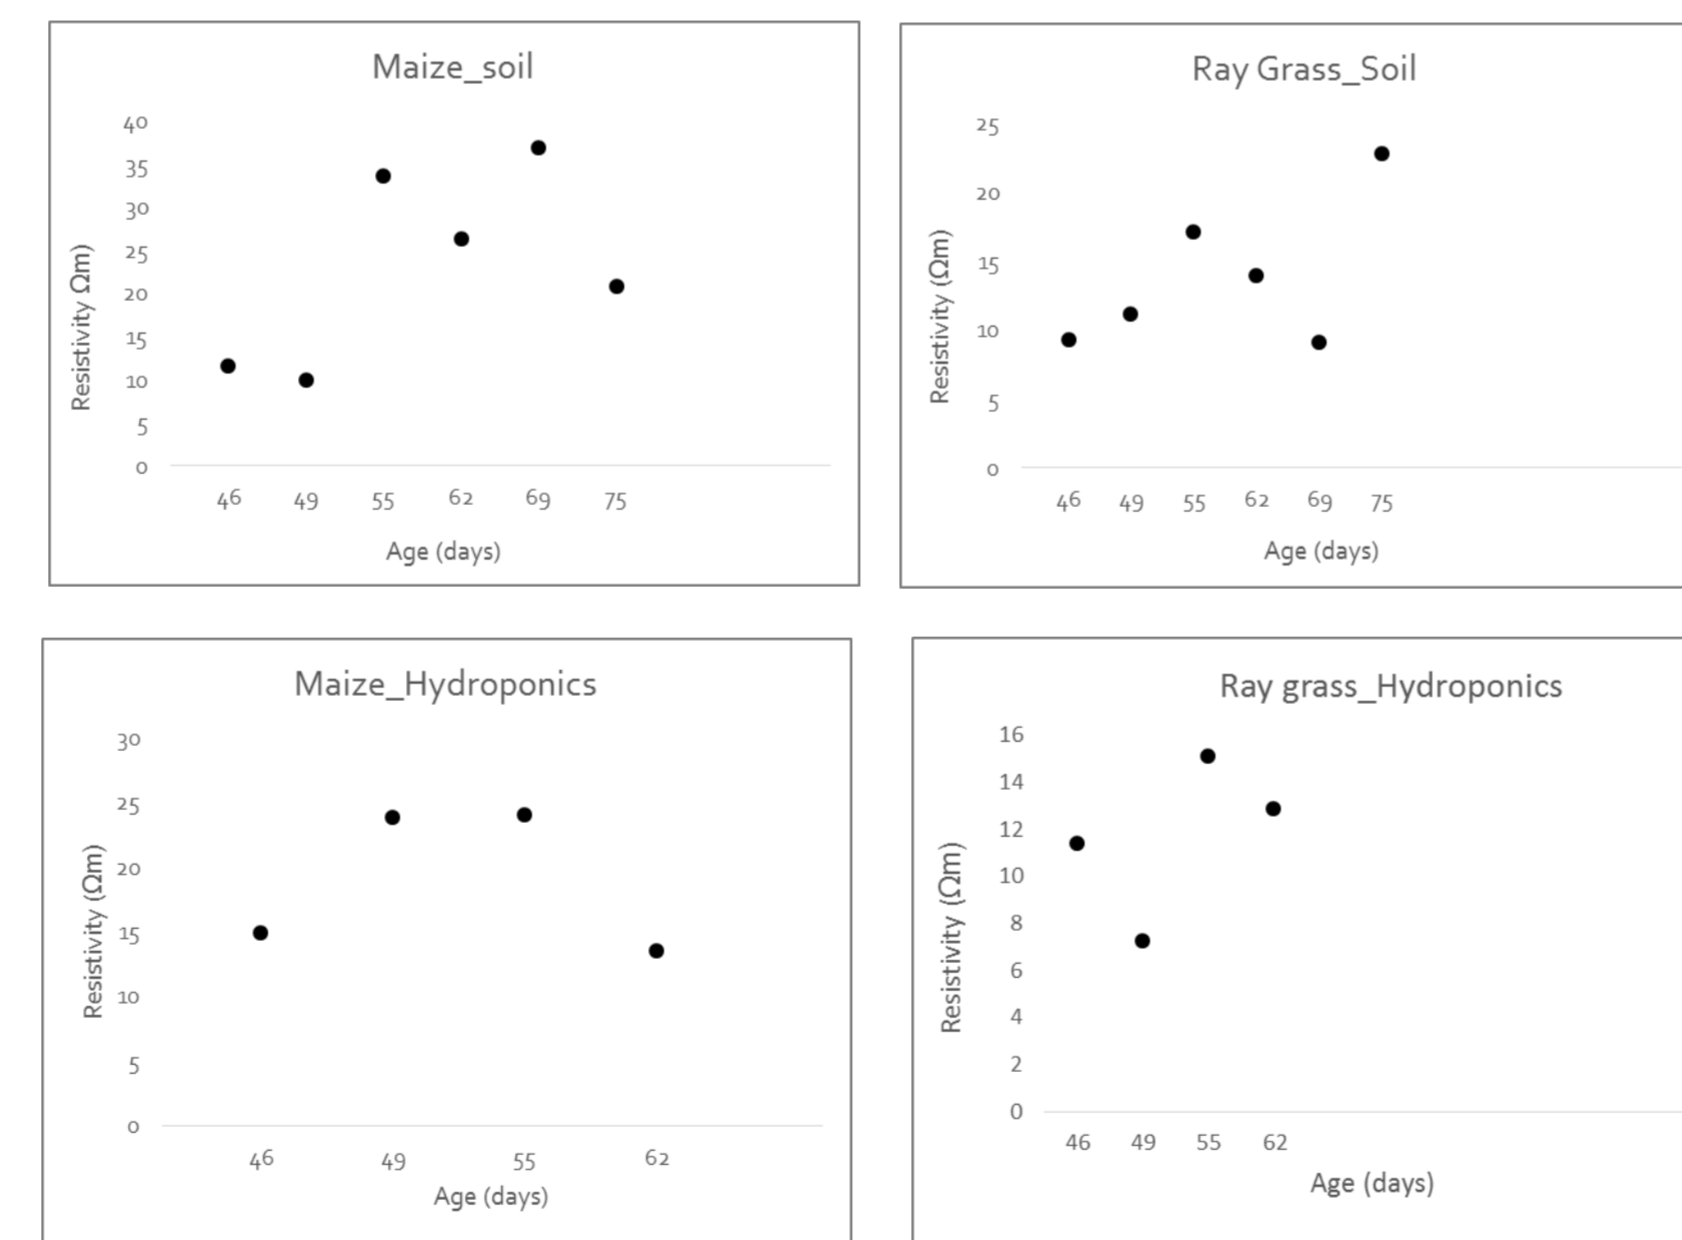 Maize_soil
40
35
30
25
20
15
10
5
0
Resistivity Ωm)
46 49 55 62 69 75
Age (days)
Ray Grass_Soil
25
20
15
10
5
0
Resistivity (Ωm)
46 49 55 62 69 75
Age (days)
Maize_Hydroponics
30
25
20
15
10
5
0
Resistivity (Ωm)
46 49 55 62
Age (days)
Ray grass_Hydroponics
16
14
12
10
8
6
4
2
0
Resistivity (Ωm)
46 49 55 62
Age (days)